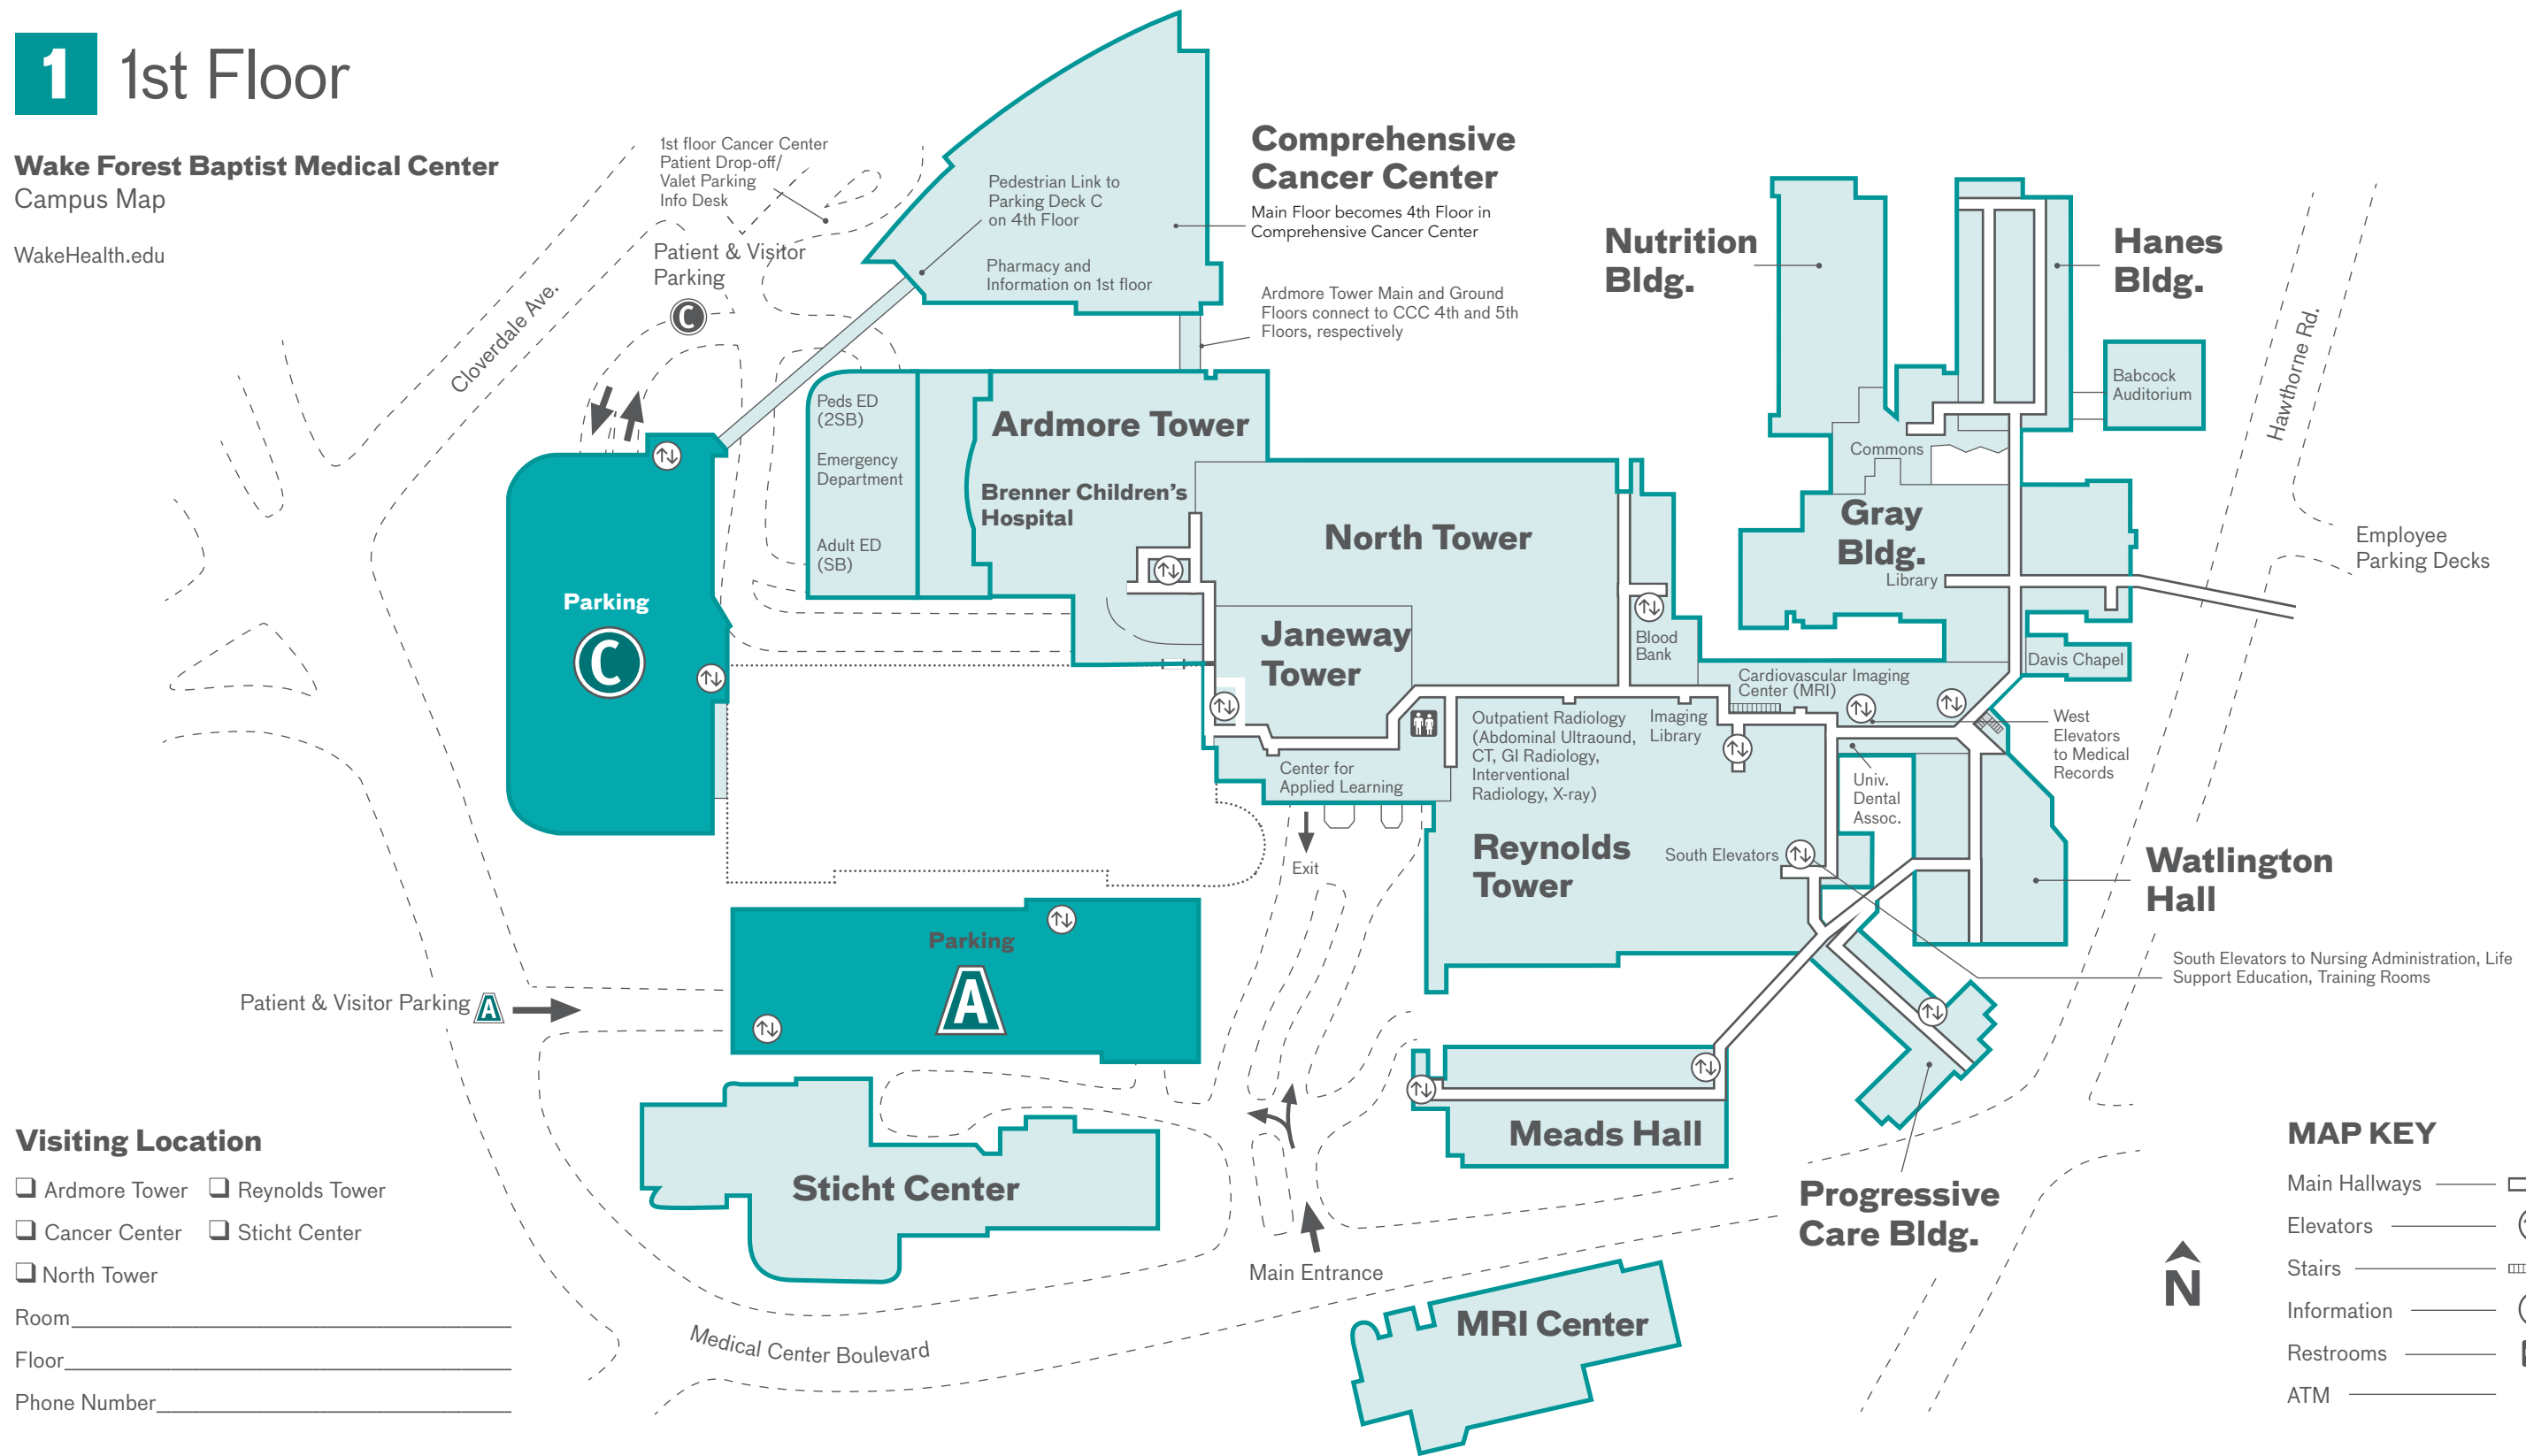 1 1st Floor
Wake Forest Baptist Medical Center
Campus Map
WakeHealth.edu
1st floor Cancer Center
Patient Drop-off/
Valet Parking
Info Desk
Patient & Visitor
Parking
C
Cloverdale Ave.
Pedestrian Link to
Parking Deck C
on 4th Floor
Pharmacy and
Information on 1st floor
Comprehensive
Cancer Center
Main Floor becomes 4th Floor in
Comprehensive Cancer Center
Ardmore Tower Main and Ground
Floors connect to CCC 4th and 5th
Floors, respectively
Nutrition
Bldg.
Hanes
Bldg.
Babcock
Auditorium
Hawthorne Rd.
Employee
Parking Decks
Peds ED
(2SB)
Emergency
Department
Adult ED
(SB)
Ardmore Tower
Brenner Children's
Hospital
North Tower
Janeway
Tower
Blood
Bank
Commons
Gray
Bldg.
Library
Davis Chapel
Cardiovascular Imaging
Center (MRI)
West
Elevators
to Medical
Records
Outpatient Radiology
(Abdominal Ultraound,
CT, GI Radiology,
Interventional
Radiology, X-ray)
Imaging
Library
Univ.
Dental
Assoc.
Center for
Applied Learning
Exit
Reynolds
Tower
South Elevators
Watlington
Hall
South Elevators to Nursing Administration, Life
Support Education, Training Rooms
Parking
C
Parking
A
Patient & Visitor Parking A
Sticht Center
Meads Hall
Progressive
Care Bldg.
Main Entrance
MRI Center
Medical Center Boulevard
N
Visiting Location
Ardmore Tower Reynolds Tower
Cancer Center Sticht Center
North Tower
Room
Floor
Phone Number
MAP KEY
Main Hallways
Elevators
Stairs
Information
Restrooms
ATM